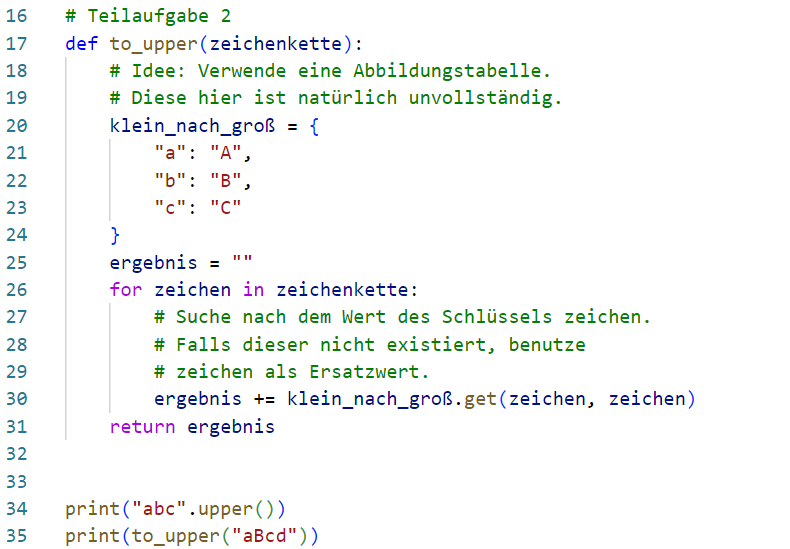 16 # Teilaufgabe 2
17 def to_upper(zeichenkette):
18     # Idee: Verwende eine Abbildungstabelle.
19     # Diese hier ist natürlich unvollständig.
20     klein_nach_groß = {
21         "a": "A",
22         "b": "B",
23         "c": "C"
24     }
25     ergebnis = ""
26     for zeichen in zeichenkette:
27         # Suche nach dem Wert des Schlüssels zeichen.
28         # Falls dieser nicht existiert, benutze
29         # zeichen als Ersatzwert.
30         ergebnis += klein_nach_groß.get(zeichen, zeichen)
31     return ergebnis
32
33
34 print("abc".upper())
35 print(to_upper("aBcd"))